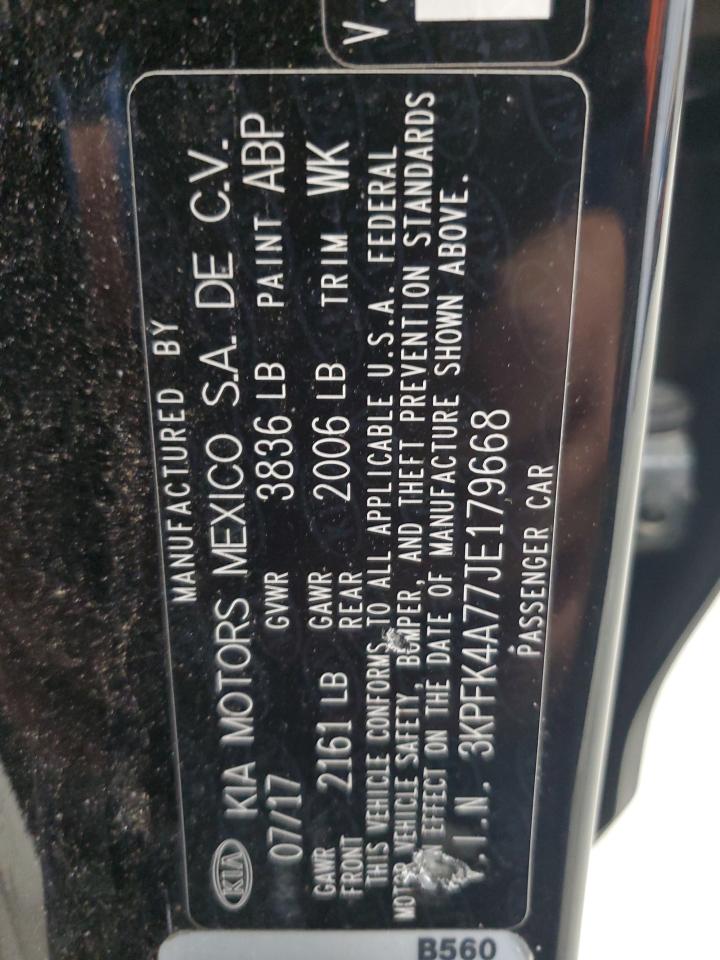 MANUFACTURED BY
KIA KIA MOTORS MEXICO S.A. DE C.V.
07/17 GVWR 3836 LB PAINT ABP
GAWR FRONT 2161 LB GAWR REAR 2006 LB TRIM WK
THIS VEHICLE CONFORMS TO ALL APPLICABLE U.S.A. FEDERAL
MOTOR VEHICLE SAFETY, BUMPER, AND THEFT PREVENTION STANDARDS
IN EFFECT ON THE DATE OF MANUFACTURE SHOWN ABOVE.
V.I.N. 3KPFK4A77JE179668
PASSENGER CAR
B560
V